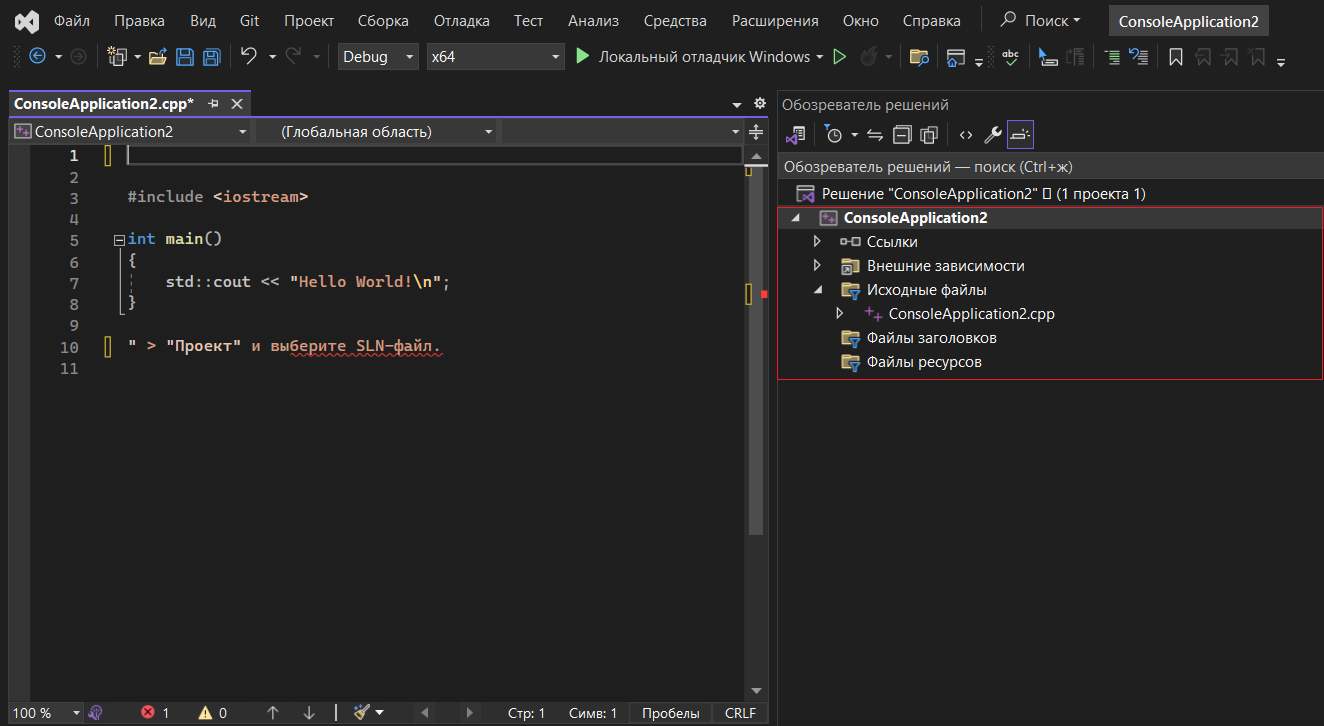 Файл Правка Вид Git Проект Сборка Отладка Тест Анализ Средства Расширения Окно Справка Поиск ConsoleApplication2
Debug x64 Локальный отладчик Windows abc
ConsoleApplication2.cpp*
ConsoleApplication2 (Глобальная область)
1
2
3 #include <iostream>
4
5 int main()
6 {
7 std::cout << "Hello World!\n";
8 }
9
10 " > "Проект" и выберите SLN-файл.
11
100 % 1 0 Стр: 1 Симв: 1 Пробелы CRLF
Обозреватель решений
Обозреватель решений — поиск (Ctrl+ж)
Решение "ConsoleApplication2" ▯ (1 проекта 1)
ConsoleApplication2
Ссылки
Внешние зависимости
Исходные файлы
ConsoleApplication2.cpp
Файлы заголовков
Файлы ресурсов